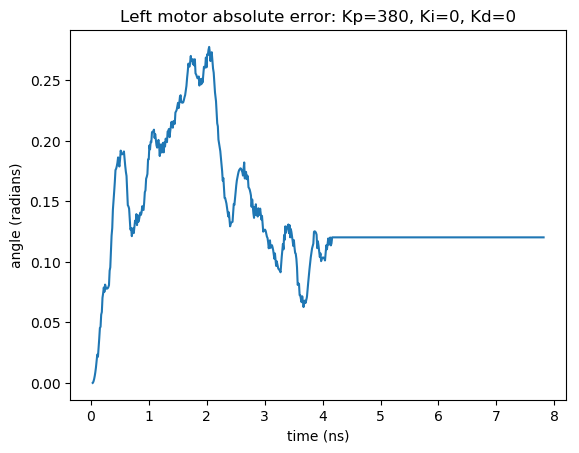 Left motor absolute error: Kp=380, Ki=0, Kd=0
angle (radians)
0.25
0.20
0.15
0.10
0.05
0.00
0 1 2 3 4 5 6 7 8
time (ns)